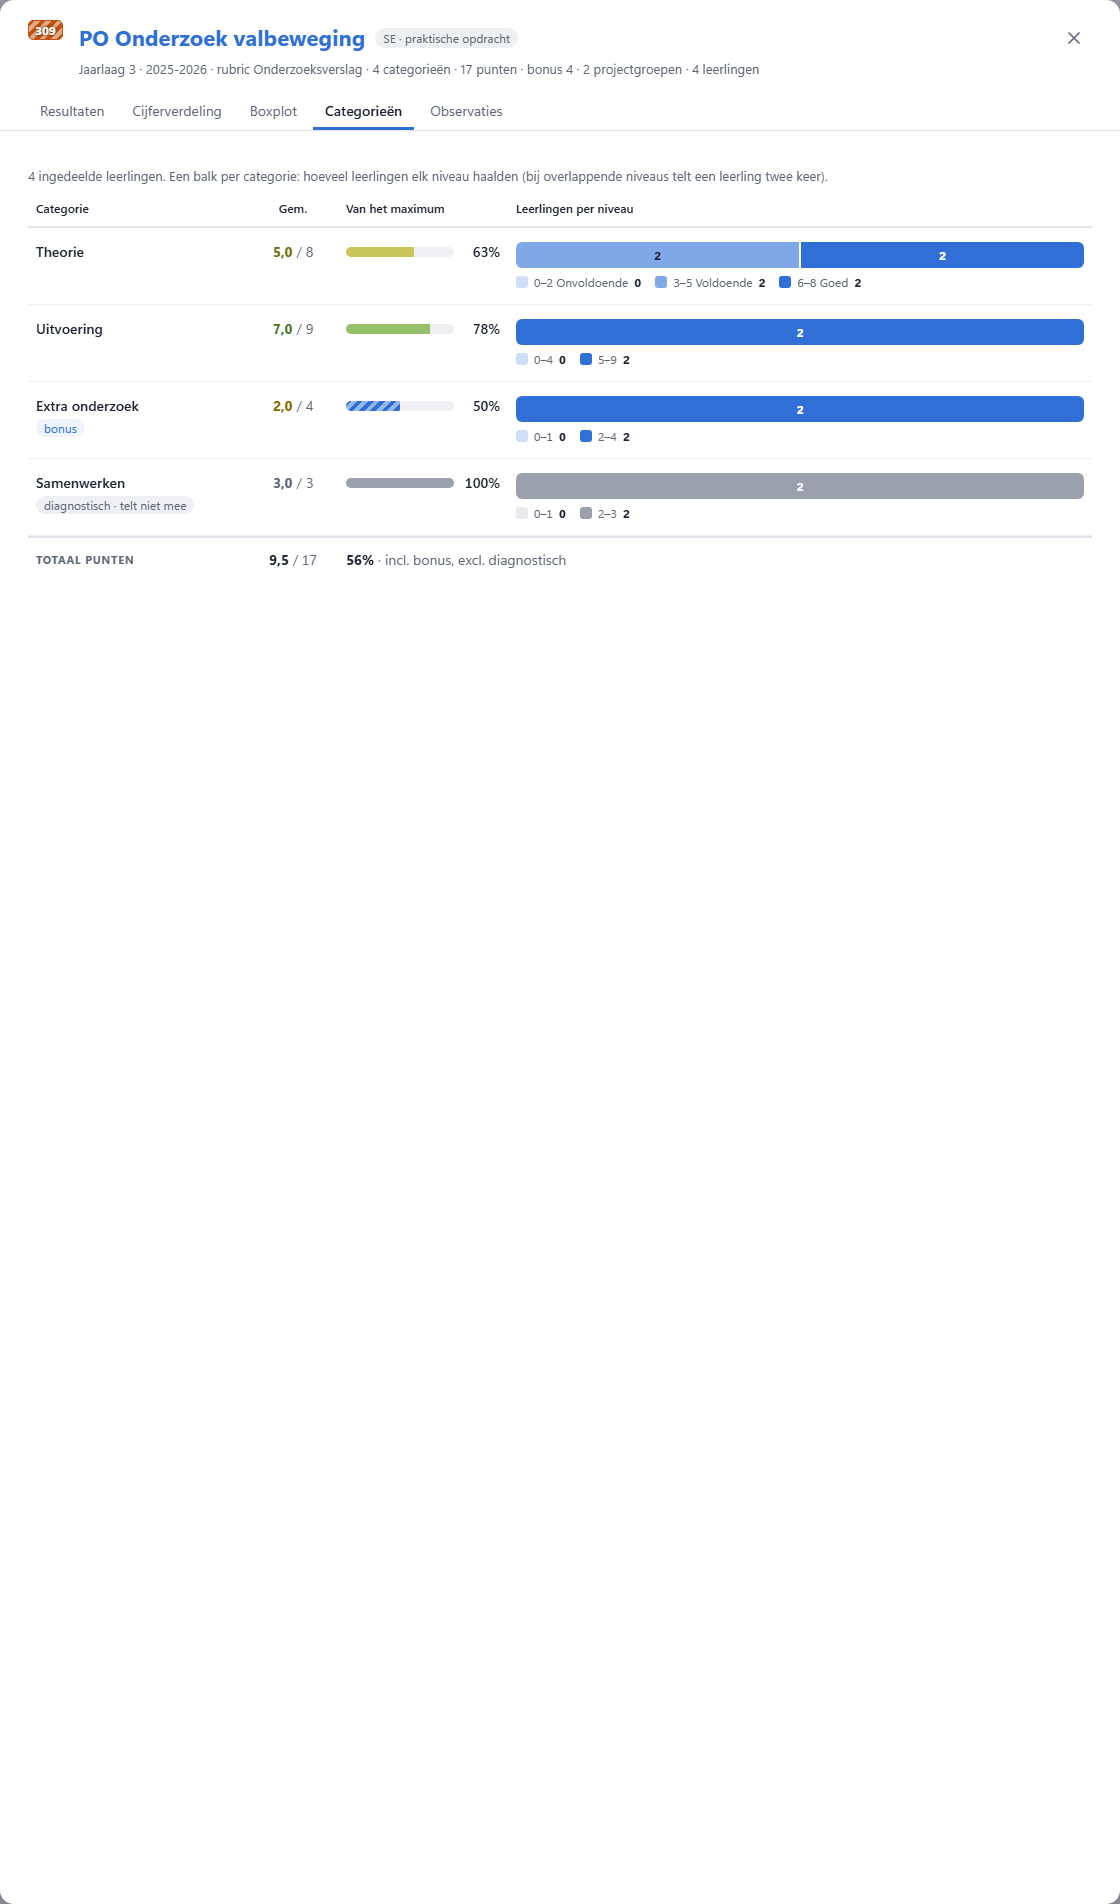 309
PO Onderzoek valbeweging SE · praktische opdracht
Jaarlaag 3 · 2025-2026 · rubric Onderzoeksverslag · 4 categorieën · 17 punten · bonus 4 · 2 projectgroepen · 4 leerlingen
Resultaten Cijferverdeling Boxplot Categorieën Observaties
4 ingedeelde leerlingen. Een balk per categorie: hoeveel leerlingen elk niveau haalden (bij overlappende niveaus telt een leerling twee keer).
Categorie Gem. Van het maximum Leerlingen per niveau
Theorie 5,0 / 8 63% 2 2
0–2 Onvoldoende 0 3–5 Voldoende 2 6–8 Goed 2
Uitvoering 7,0 / 9 78% 2
0–4 0 5–9 2
Extra onderzoek 2,0 / 4 50% 2
bonus 0–1 0 2–4 2
Samenwerken 3,0 / 3 100% 2
diagnostisch · telt niet mee 0–1 0 2–3 2
TOTAAL PUNTEN 9,5 / 17 56% · incl. bonus, excl. diagnostisch